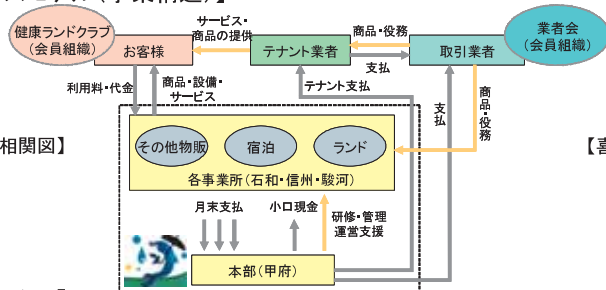 (事業構造)】
健康ランドクラブ
(会員組織)
お客様
サービス・
商品の提供
テナント業者
商品・役務
支払
取引業者
業者会
(会員組織)
利用料・代金
商品・設備・
サービス
テナント支払
支払
商品・役務
相関図】
【喜
その他物販
宿泊
ランド
各事業所(石和・信州・駿河)
月末支払
小口現金
研修・管理
運営支援
本部(甲府)